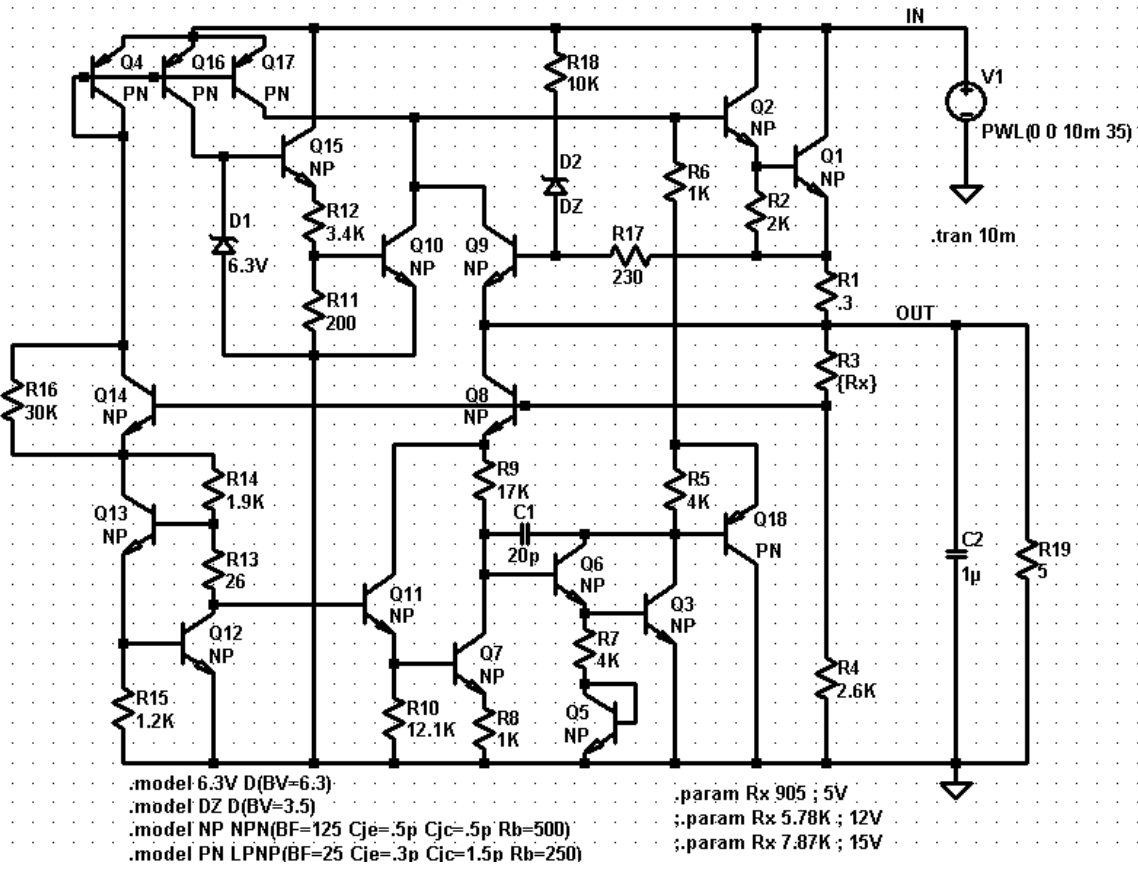 IN
Q4
PN
Q16
PN
Q17
PN
R18
10K
V1
PWL(0 0 10m 35)
Q2
NP
Q15
NP
Q1
NP
D2
DZ
R6
1K
R2
2K
R12
3.4K
D1
6.3V
Q10
NP
Q9
NP
R17
230
.tran 10m
R11
200
R1
.3
OUT
R16
30K
Q14
NP
Q8
NP
R3
{Rx}
R14
1.9K
R9
17K
R5
4K
Q13
NP
C1
20p
Q18
PN
R13
26
Q6
NP
C2
1µ
R19
5
Q11
NP
Q3
NP
Q12
NP
R7
4K
Q7
NP
R4
2.6K
R15
1.2K
R10
12.1K
R8
1K
Q5
NP
.model 6.3V D(BV=6.3)
.model DZ D(BV=3.5)
.model NP NPN(BF=125 Cje=.5p Cjc=.5p Rb=500)
.model PN LPNP(BF=25 Cje=.3p Cjc=1.5p Rb=250)
.param Rx 905 ; 5V
;.param Rx 5.78K ; 12V
;.param Rx 7.87K ; 15V